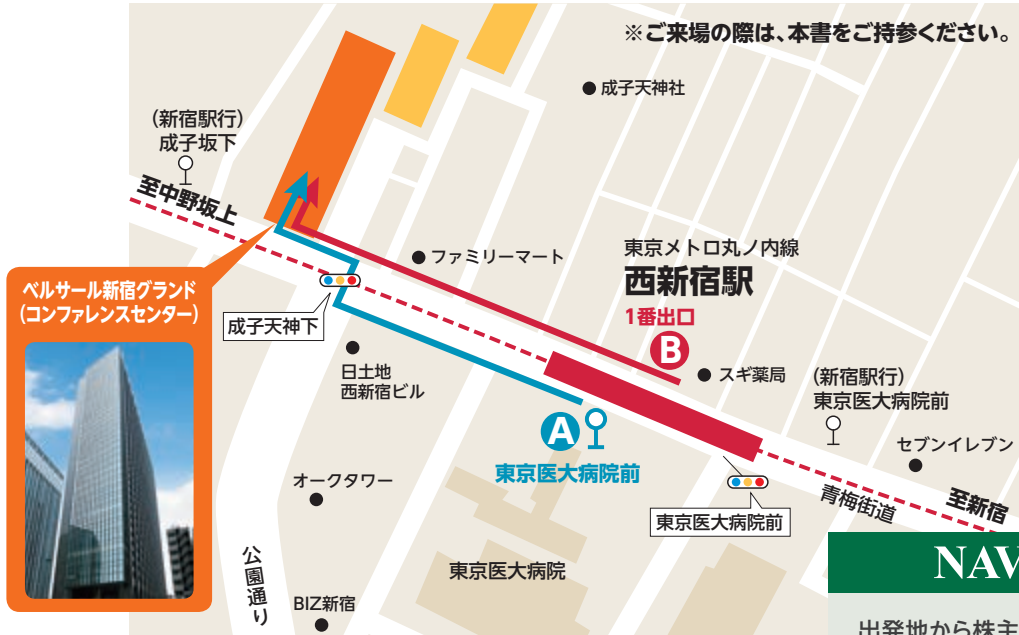 ※ご来場の際は、本書をご持参ください。
成子天神社
(新宿駅行)
成子坂下
至中野坂上
ファミリーマート
東京メトロ丸ノ内線
西新宿駅
1番出口
B
ベルサール新宿グランド
(コンファレンスセンター)
成子天神下
日土地
西新宿ビル
スギ薬局
(新宿駅行)
東京医大病院前
A
東京医大病院前
セブンイレブン
オークタワー
青梅街道
至新宿
東京医大病院前
公園通り
東京医大病院
BIZ新宿
NAV
出発地から株主